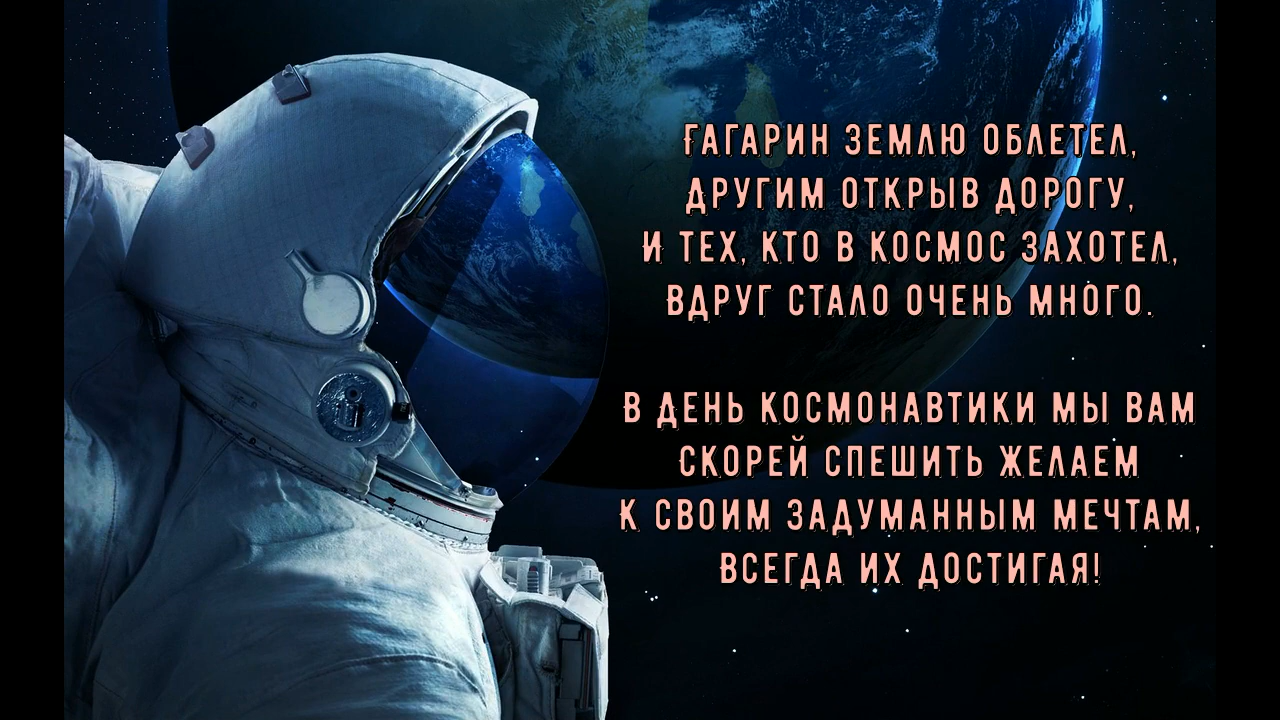 ГАГАРИН ЗЕМЛЮ ОБЛЕТЕЛ,
ДРУГИМ ОТКРЫВ ДОРОГУ,
И ТЕХ, КТО В КОСМОС ЗАХОТЕЛ,
ВДРУГ СТАЛО ОЧЕНЬ МНОГО.
В ДЕНЬ КОСМОНАВТИКИ МЫ ВАМ
СКОРЕЙ СПЕШИТЬ ЖЕЛАЕМ
К СВОИМ ЗАДУМАННЫМ МЕЧТАМ,
ВСЕГДА ИХ ДОСТИГАЯ!